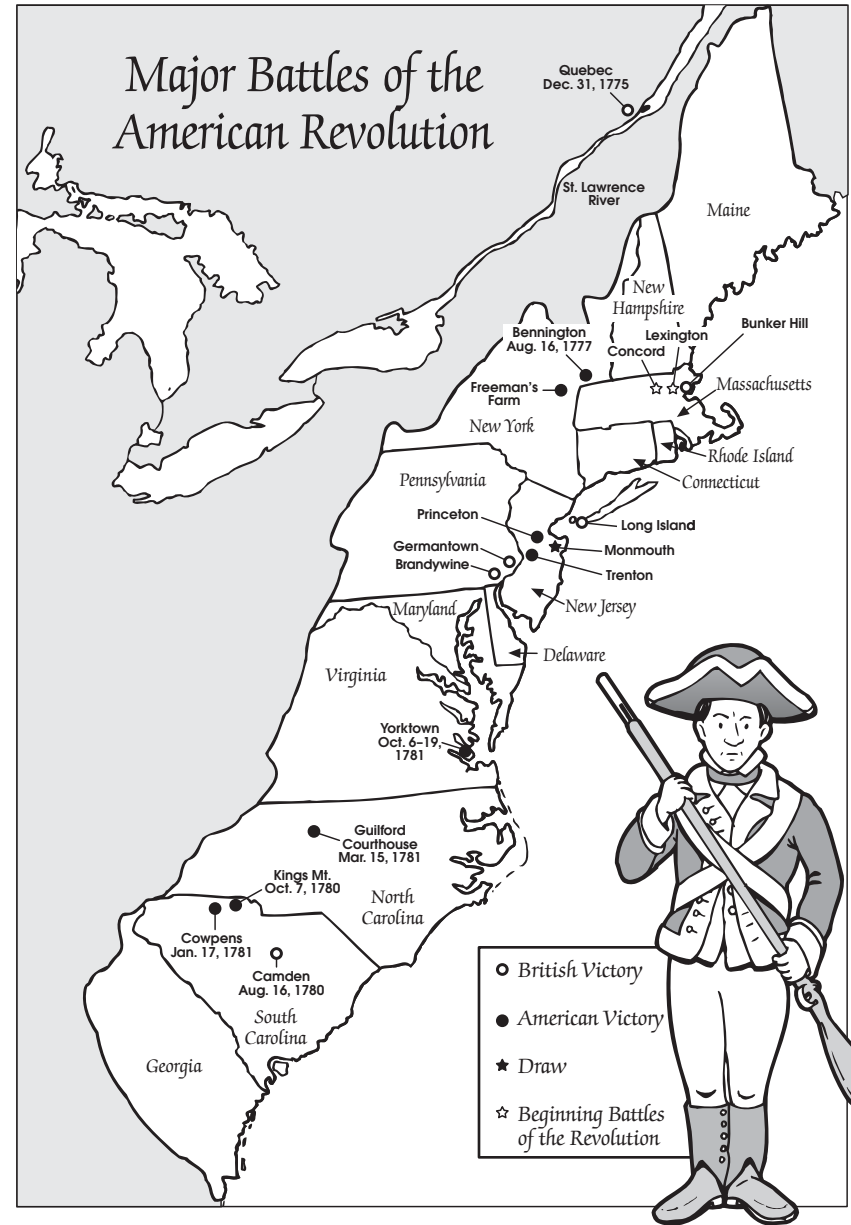 Major Battles of the
American Revolution
Quebec
Dec. 31, 1775
St. Lawrence
River
Maine
New
Hampshire
Bennington
Aug. 16, 1777
Lexington
Concord
Bunker Hill
Freeman's
Farm
Massachusetts
New York
Rhode Island
Connecticut
Pennsylvania
Princeton
Long Island
Germantown
Monmouth
Brandywine
Trenton
Maryland
New Jersey
Delaware
Virginia
Yorktown
Oct. 6–19,
1781
Guilford
Courthouse
Mar. 15, 1781
Kings Mt.
Oct. 7, 1780
North
Carolina
Cowpens
Jan. 17, 1781
Camden
Aug. 16, 1780
South
Carolina
Georgia
British Victory
American Victory
Draw
Beginning Battles
of the Revolution